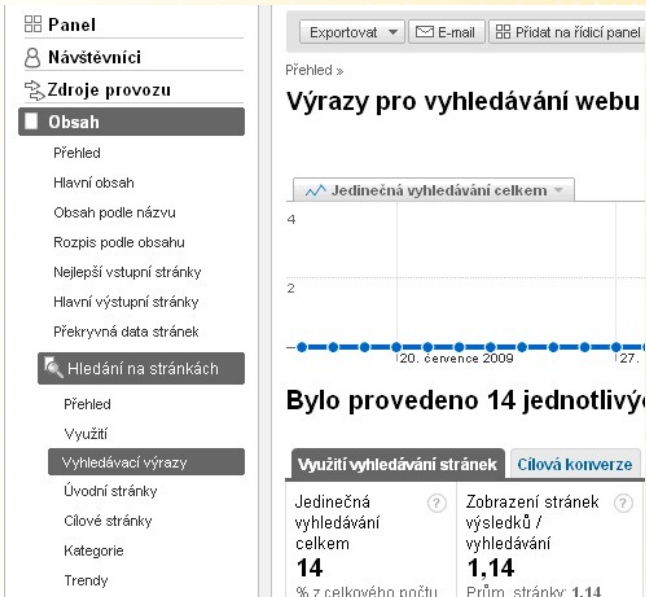 Panel
Návštěvníci
Zdroje provozu
Obsah
Přehled
Hlavní obsah
Obsah podle názvu
Rozpis podle obsahu
Nejlepší vstupní stránky
Hlavní výstupní stránky
Překryvná data stránek
Hledání na stránkách
Přehled
Využití
Vyhledávací výrazy
Úvodní stránky
Cílové stránky
Kategorie
Trendy
Exportovat E-mail Přidat na řídicí panel
Přehled »
Výrazy pro vyhledávání webu
Jedinečná vyhledávání celkem
4
2
20. července 2009 27.
Bylo provedeno 14
Využití vyhledávání stránek Cílová konverze
Jedinečná vyhledávání celkem
14
% z celkového počtu
Zobrazení stránek výsledků / vyhledávání
1,14
Prům. stránky: 1,14